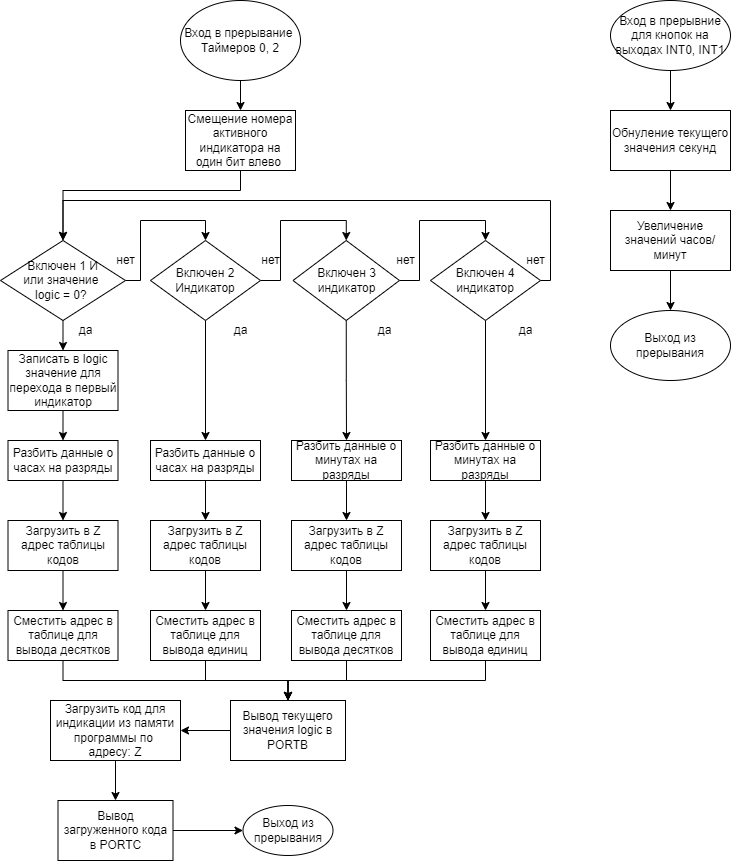 Вход в прерывание
Таймеров 0, 2
Смещение номера
активного
индикатора на
один бит влево
Включен 1 И
или значение
logic = 0?
нет
Включен 2
Индикатор
нет
Включен 3
индикатор
нет
Включен 4
индикатор
нет
да
да
да
да
Записать в logic
значение для
перехода в первый
индикатор
Разбить данные о
часах на разряды
Разбить данные о
часах на разряды
Разбить данные о
минутах на
разряды
Разбить данные о
минутах на
разряды
Загрузить в Z
адрес таблицы
кодов
Загрузить в Z
адрес таблицы
кодов
Загрузить в Z
адрес таблицы
кодов
Загрузить в Z
адрес таблицы
кодов
Сместить адрес в
таблице для
вывода десятков
Сместить адрес в
таблице для
вывода единиц
Сместить адрес в
таблице для
вывода десятков
Сместить адрес в
таблице для
вывода единиц
Вывод текущего
значения logic в
PORTB
Загрузить код для
индикации из памяти
программы по
адресу: Z
Вывод
загруженного кода
в PORTC
Выход из
прерывания
Вход в прерывние
для кнопок на
выходах INT0, INT1
Обнуление текущего
значения секунд
Увеличение
значений часов/
минут
Выход из
прерывания